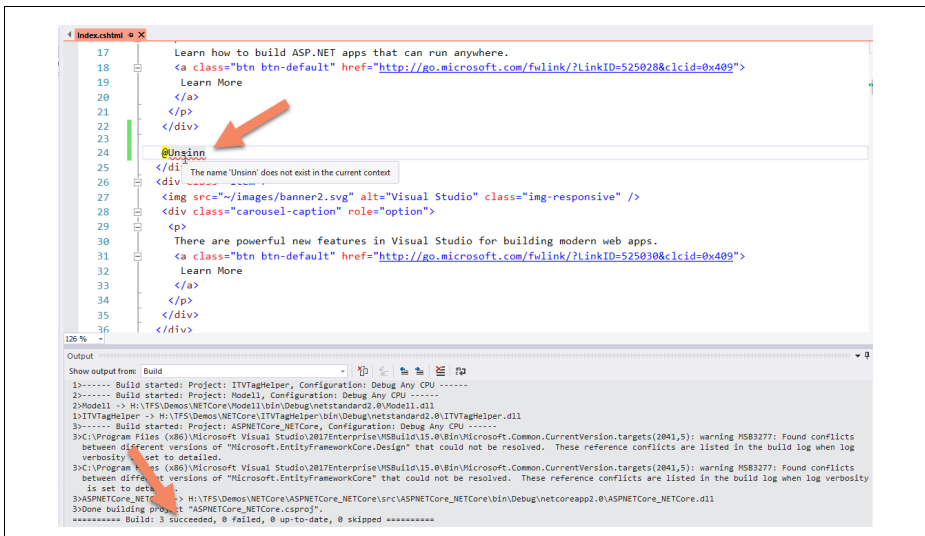 Index.cshtml
17 Learn how to build ASP.NET apps that can run anywhere.
18 <a class="btn btn-default" href="http://go.microsoft.com/fwlink/?LinkID=525028&clcid=0x409">
19 Learn More
20 </a>
21 </p>
22 </div>
23
24 @Unsinn
25 </di
The name 'Unsinn' does not exist in the current context
26 <div class="item">
27 <img src="~/images/banner2.svg" alt="Visual Studio" class="img-responsive" />
28 <div class="carousel-caption" role="option">
29 <p>
30 There are powerful new features in Visual Studio for building modern web apps.
31 <a class="btn btn-default" href="http://go.microsoft.com/fwlink/?LinkID=525030&clcid=0x409">
32 Learn More
33 </a>
34 </p>
35 </div>
36 </div>
126 %
Output
Show output from: Build
1>------ Build started: Project: ITVTagHelper, Configuration: Debug Any CPU ------
2>------ Build started: Project: Modell, Configuration: Debug Any CPU ------
2>Modell -> H:\TFS\Demos\NETCore\Modell\bin\Debug\netstandard2.0\Modell.dll
1>ITVTagHelper -> H:\TFS\Demos\NETCore\ITVTagHelper\bin\Debug\netstandard2.0\ITVTagHelper.dll
3>------ Build started: Project: ASPNETCore_NETCore, Configuration: Debug Any CPU ------
3>C:\Program Files (x86)\Microsoft Visual Studio\2017Enterprise\MSBuild\15.0\Bin\Microsoft.Common.CurrentVersion.targets(2041,5): warning MSB3277: Found conflicts
between different versions of "Microsoft.EntityFrameworkCore.Design" that could not be resolved. These reference conflicts are listed in the build log when log
verbosity set to detailed.
3>C:\Program Files (x86)\Microsoft Visual Studio\2017Enterprise\MSBuild\15.0\Bin\Microsoft.Common.CurrentVersion.targets(2041,5): warning MSB3277: Found conflicts
between different versions of "Microsoft.EntityFrameworkCore" that could not be resolved. These reference conflicts are listed in the build log when log verbosity
is set to
3>ASPNETCore_NETCore -> H:\TFS\Demos\NETCore\ASPNETCore_NETCore\src\ASPNETCore_NETCore\bin\Debug\netcoreapp2.0\ASPNETCore_NETCore.dll
3>Done building project "ASPNETCore_NETCore.csproj".
========== Build: 3 succeeded, 0 failed, 0 up-to-date, 0 skipped ==========